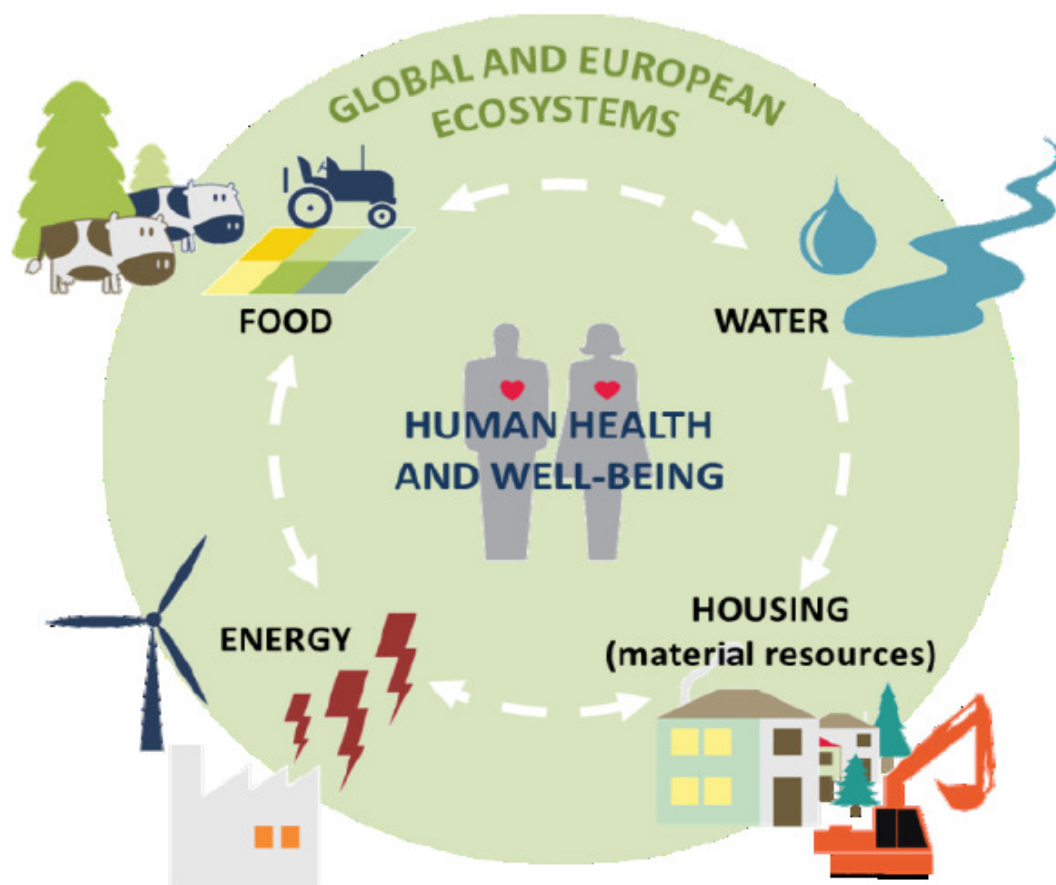 GLOBAL AND EUROPEAN
ECOSYSTEMS
FOOD
WATER
HUMAN HEALTH
AND WELL-BEING
ENERGY
HOUSING
(material resources)